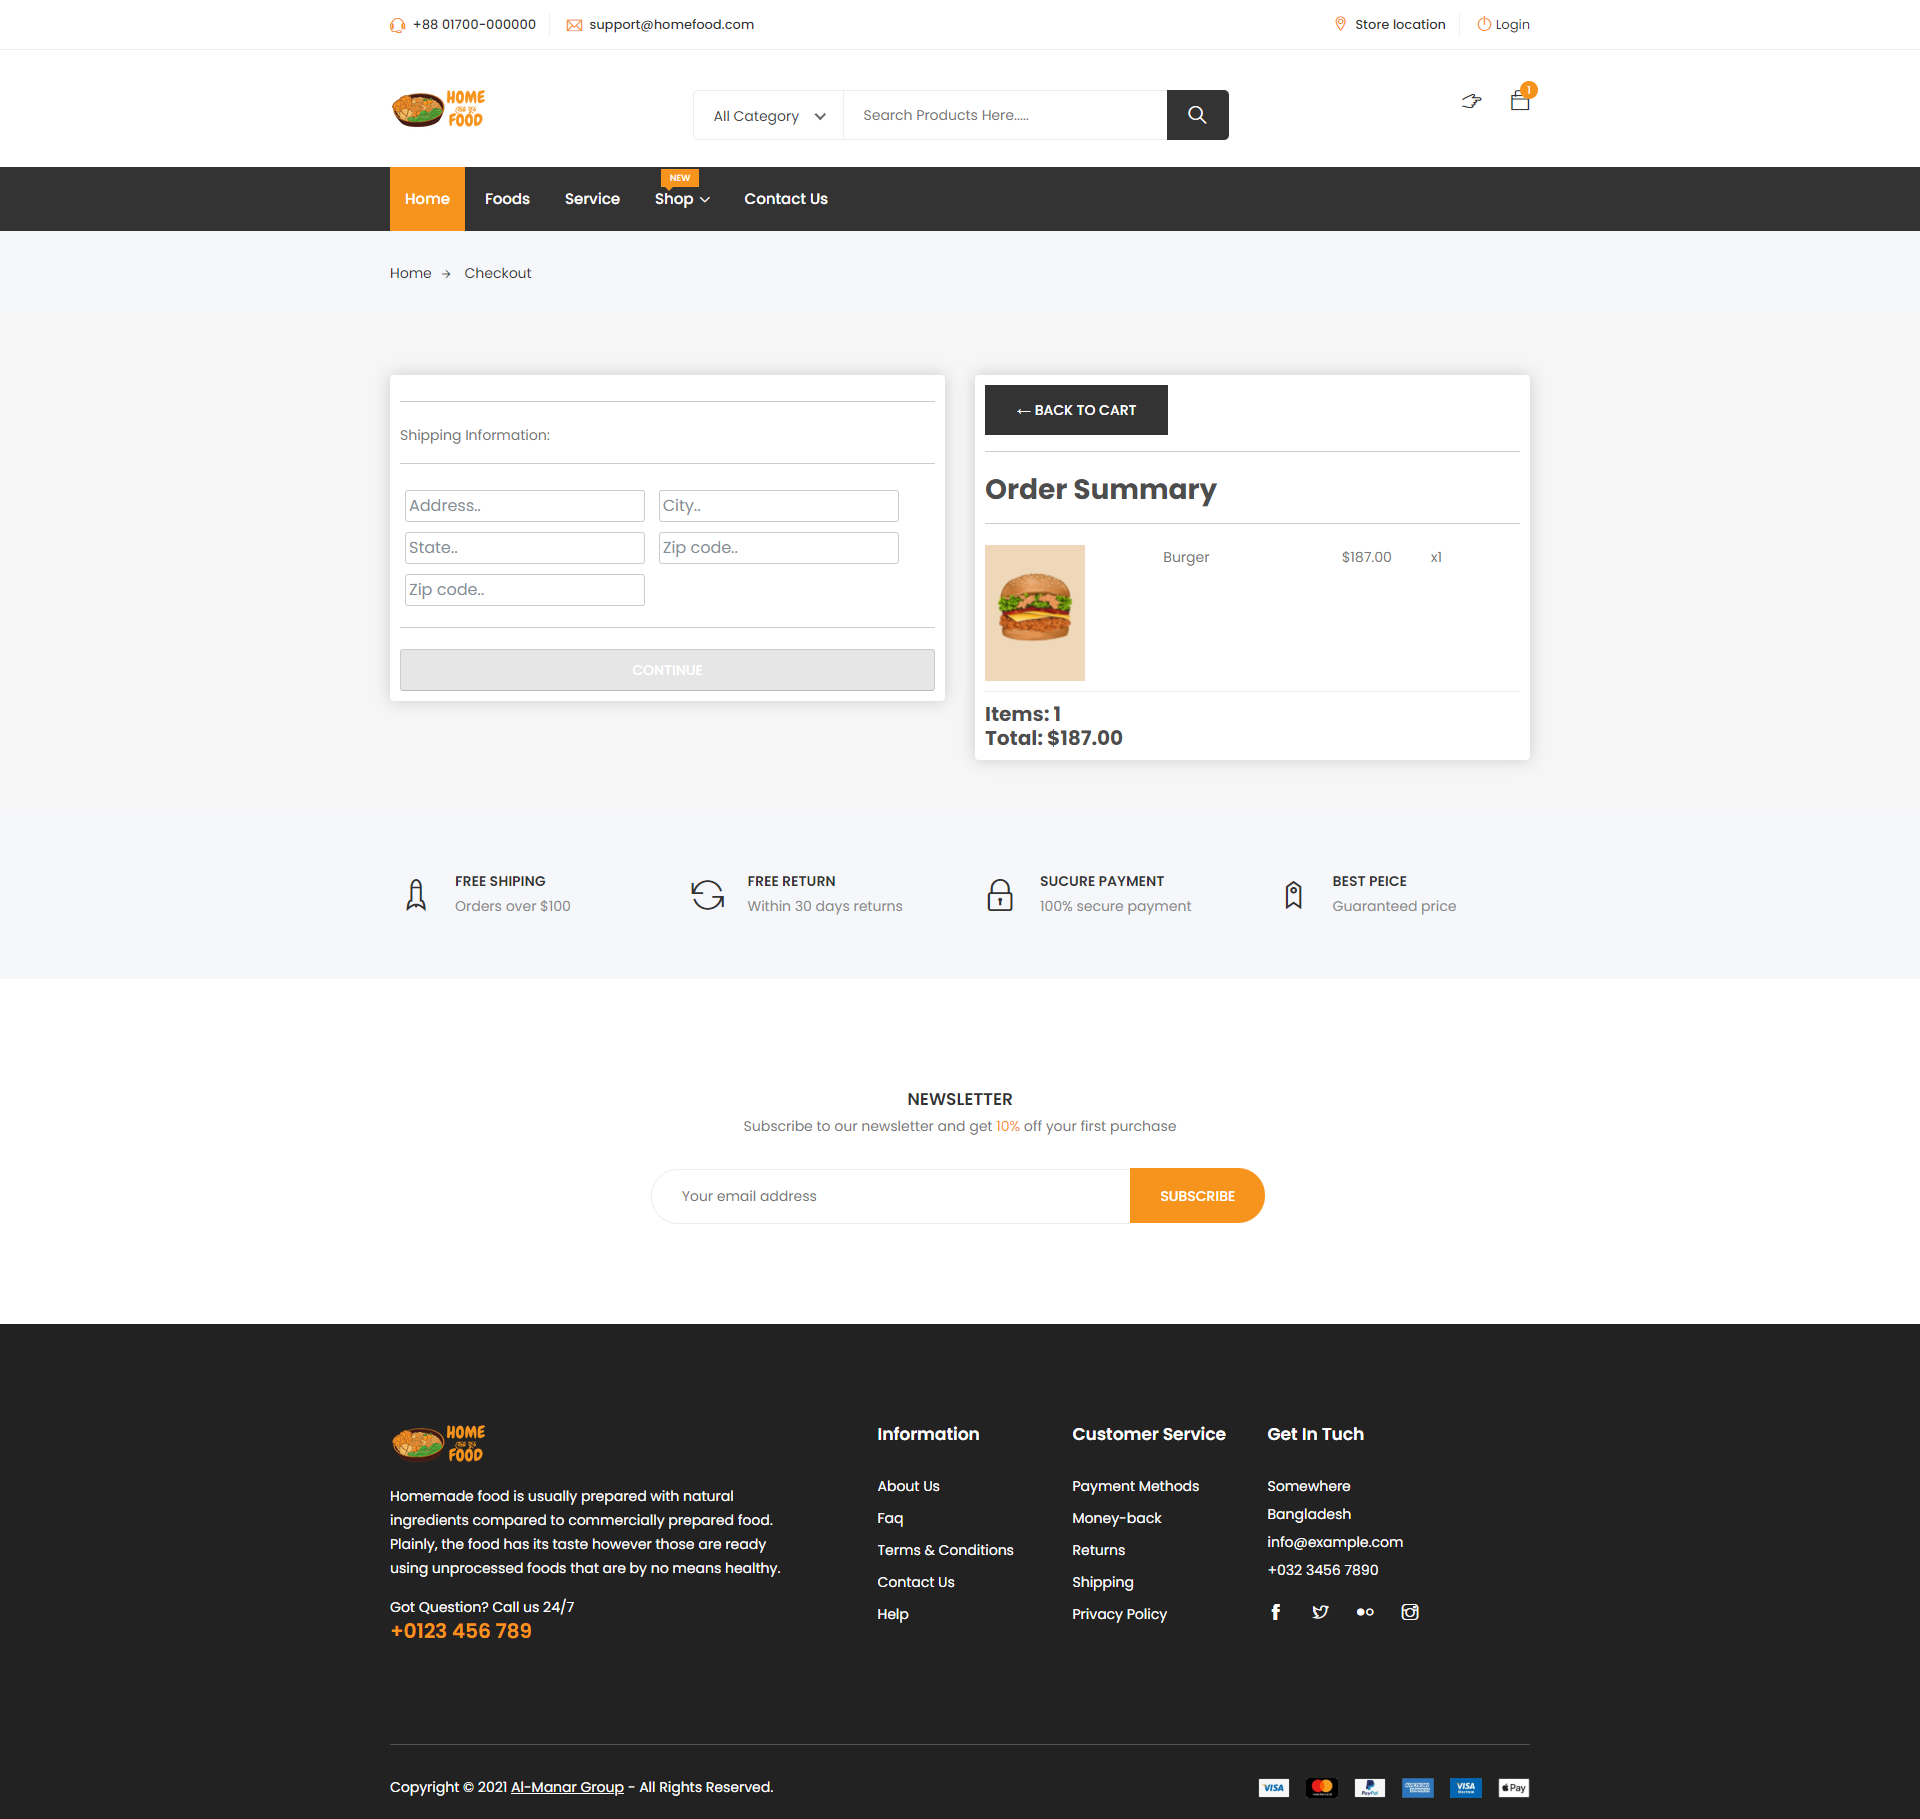 +88 01700-000000
support@homefood.com
Store location
Login
HOME
FOOD
All Category
Search Products Here.....
1
NEW
Home
Foods
Service
Shop
Contact Us
Home
Checkout
Shipping Information:
Address..
City..
State..
Zip code..
Zip code..
CONTINUE
BACK TO CART
Order Summary
Burger
$187.00
x1
Items: 1
Total: $187.00
FREE SHIPING
Orders over $100
FREE RETURN
Within 30 days returns
SUCURE PAYMENT
100% secure payment
BEST PEICE
Guaranteed price
NEWSLETTER
Subscribe to our newsletter and get 10% off your first purchase
Your email address
SUBSCRIBE
HOME
FOOD
Homemade food is usually prepared with natural
ingredients compared to commercially prepared food.
Plainly, the food has its taste however those are ready
using unprocessed foods that are by no means healthy.
Got Question? Call us 24/7
+0123 456 789
Information
About Us
Faq
Terms & Conditions
Contact Us
Help
Customer Service
Payment Methods
Money-back
Returns
Shipping
Privacy Policy
Get In Tuch
Somewhere
Bangladesh
info@example.com
+032 3456 7890
Copyright © 2021 Al-Manar Group - All Rights Reserved.
VISA
PayPal
VISA
Pay